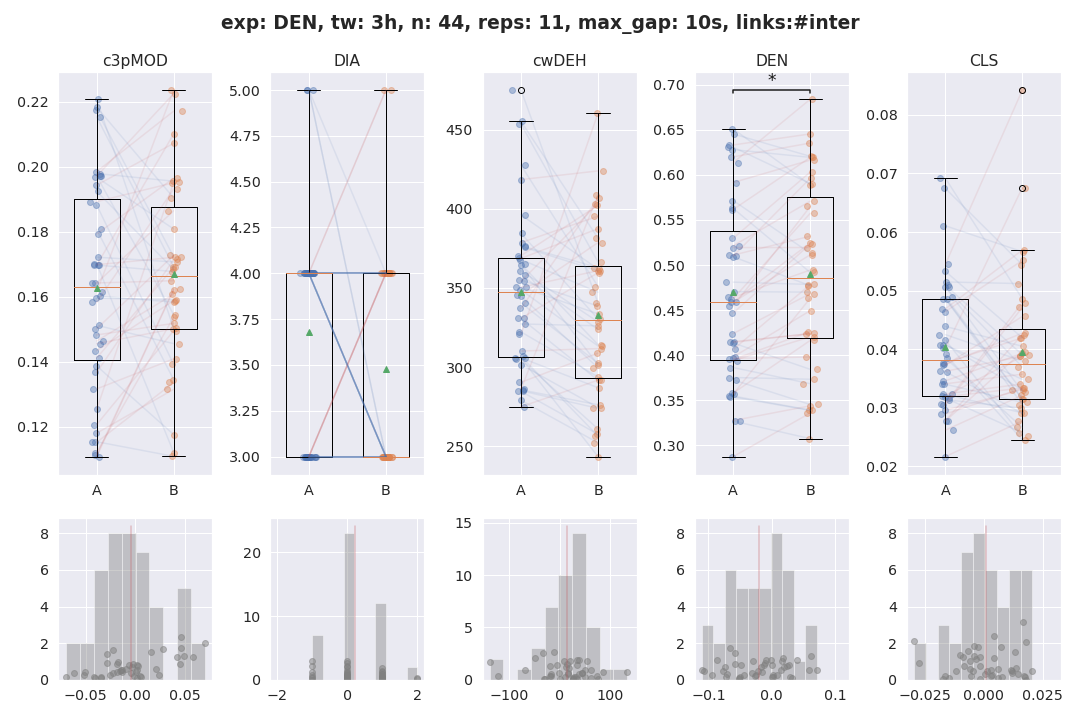 exp: DEN, tw: 3h, n: 44, reps: 11, max_gap: 10s, links:#inter
c3pMOD DIA cwDEH DEN CLS
0.22 0.20 0.18 0.16 0.14 0.12
A B
5.00 4.75 4.50 4.25 4.00 3.75 3.50 3.25 3.00
A B
450 400 350 300 250
A B
*
0.70 0.65 0.60 0.55 0.50 0.45 0.40 0.35 0.30
A B
0.08 0.07 0.06 0.05 0.04 0.03 0.02
A B
8 6 4 2 0
−0.05 0.00 0.05
20 10 0
−2 0 2
15 10 5 0
−100 0 100
8 6 4 2 0
−0.1 0.0 0.1
8 6 4 2 0
−0.025 0.000 0.025